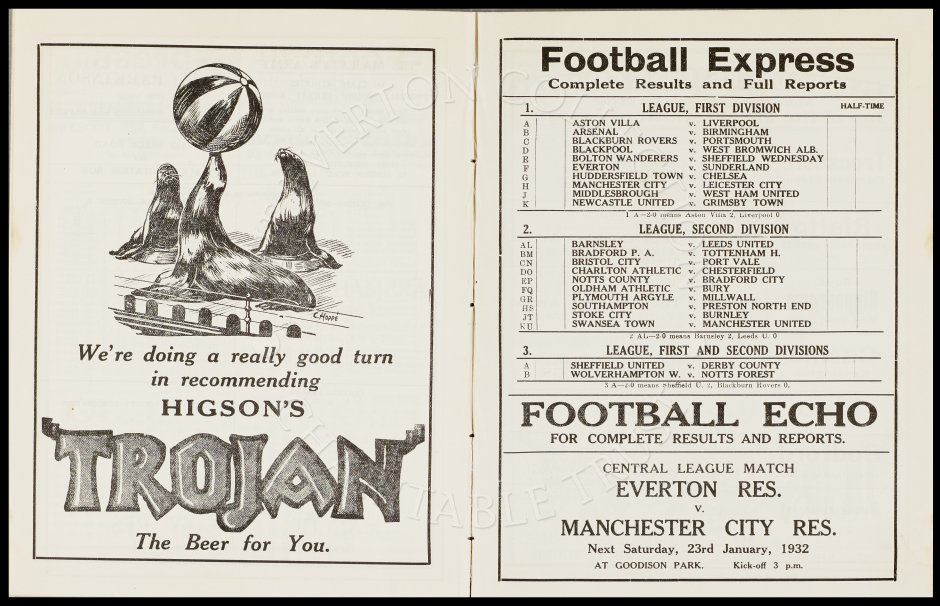 C. HOPPÉ
We're doing a really good turn
in recommending
HIGSON'S
TROJAN
The Beer for You.
Football Express
Complete Results and Full Reports
1. LEAGUE, FIRST DIVISION HALF-TIME
A ASTON VILLA v. LIVERPOOL
B ARSENAL v. BIRMINGHAM
C BLACKBURN ROVERS v. PORTSMOUTH
D BLACKPOOL v. WEST BROMWICH ALB.
E BOLTON WANDERERS v. SHEFFIELD WEDNESDAY
F EVERTON v. SUNDERLAND
G HUDDERSFIELD TOWN v. CHELSEA
H MANCHESTER CITY v. LEICESTER CITY
J MIDDLESBROUGH v. WEST HAM UNITED
K NEWCASTLE UNITED v. GRIMSBY TOWN
1 A—2-0 means Aston Villa 2, Liverpool 0
2. LEAGUE, SECOND DIVISION
AL BARNSLEY v. LEEDS UNITED
BM BRADFORD P. A. v. TOTTENHAM H.
CN BRISTOL CITY v. PORT VALE
DO CHARLTON ATHLETIC v. CHESTERFIELD
EP NOTTS COUNTY v. BRADFORD CITY
FQ OLDHAM ATHLETIC v. BURY
GR PLYMOUTH ARGYLE v. MILLWALL
HS SOUTHAMPTON v. PRESTON NORTH END
JT STOKE CITY v. BURNLEY
KU SWANSEA TOWN v. MANCHESTER UNITED
2 AL—2-0 means Barnsley 2, Leeds U. 0
3. LEAGUE, FIRST AND SECOND DIVISIONS
A SHEFFIELD UNITED v. DERBY COUNTY
B WOLVERHAMPTON W. v. NOTTS FOREST
3 A—2-0 means Sheffield U. 2, Blackburn Rovers 0.
FOOTBALL ECHO
FOR COMPLETE RESULTS AND REPORTS.
CENTRAL LEAGUE MATCH
EVERTON RES.
v.
MANCHESTER CITY RES.
Next Saturday, 23rd January, 1932
AT GOODISON PARK. Kick-off 3 p.m.